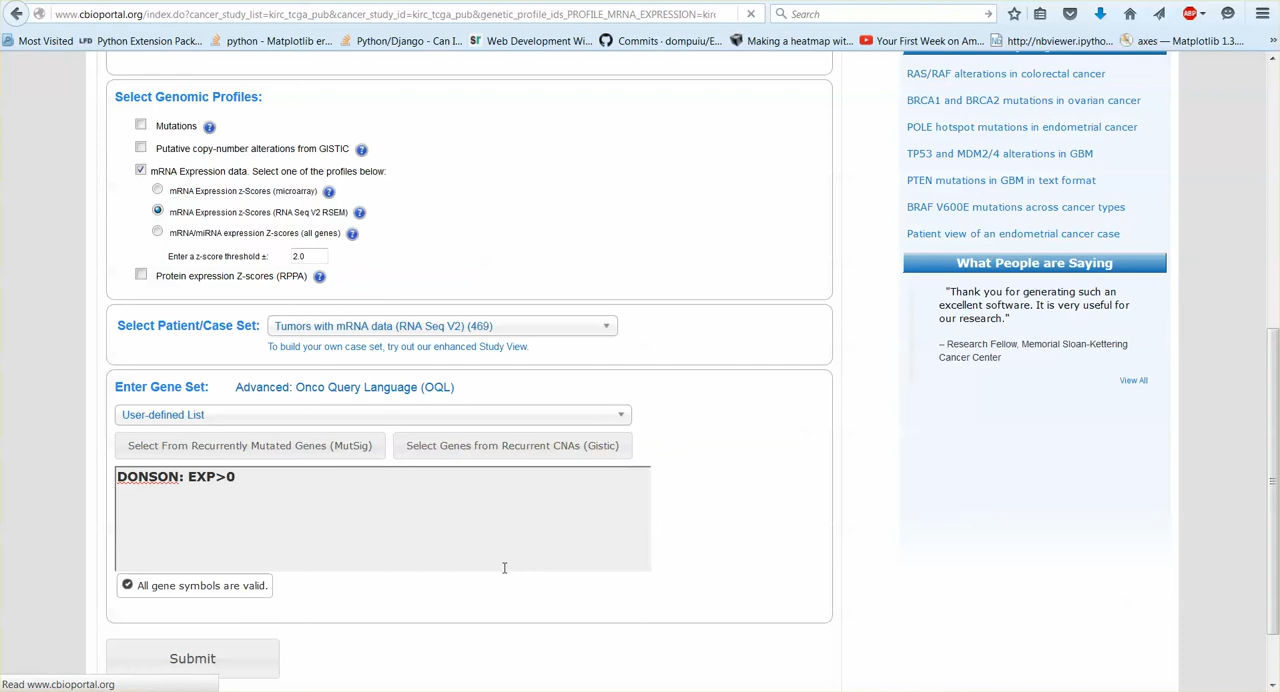 www.cbioportal.org/index.do?cancer_study_list=kirc_tcga_pub&cancer_study_id=kirc_tcga_pub&genetic_profile_ids_PROFILE_MRNA_EXPRESSION=kirc
Search
ABP
Most Visited
LFD Python Extension Pack...
python - Matplotlib er...
Python/Django - Can I...
ST Web Development Wi...
Commits · dompuiu/E...
Making a heatmap wit...
Your First Week on Am...
http://nbviewer.ipytho...
axes — Matplotlib 1.3....
»
Select Genomic Profiles:
Mutations ?
Putative copy-number alterations from GISTIC ?
mRNA Expression data. Select one of the profiles below:
mRNA Expression z-Scores (microarray) ?
mRNA Expression z-Scores (RNA Seq V2 RSEM) ?
mRNA/miRNA expression Z-scores (all genes) ?
Enter a z-score threshold ±: 2.0
Protein expression Z-scores (RPPA) ?
Select Patient/Case Set: Tumors with mRNA data (RNA Seq V2) (469)
To build your own case set, try out our enhanced Study View.
Enter Gene Set: Advanced: Onco Query Language (OQL)
User-defined List
Select From Recurrently Mutated Genes (MutSig)
Select Genes from Recurrent CNAs (Gistic)
DONSON: EXP>0
All gene symbols are valid.
Submit
Read www.cbioportal.org
RAS/RAF alterations in colorectal cancer
BRCA1 and BRCA2 mutations in ovarian cancer
POLE hotspot mutations in endometrial cancer
TP53 and MDM2/4 alterations in GBM
PTEN mutations in GBM in text format
BRAF V600E mutations across cancer types
Patient view of an endometrial cancer case
What People are Saying
"Thank you for generating such an
excellent software. It is very useful for
our research."
– Research Fellow, Memorial Sloan-Kettering
Cancer Center
View All